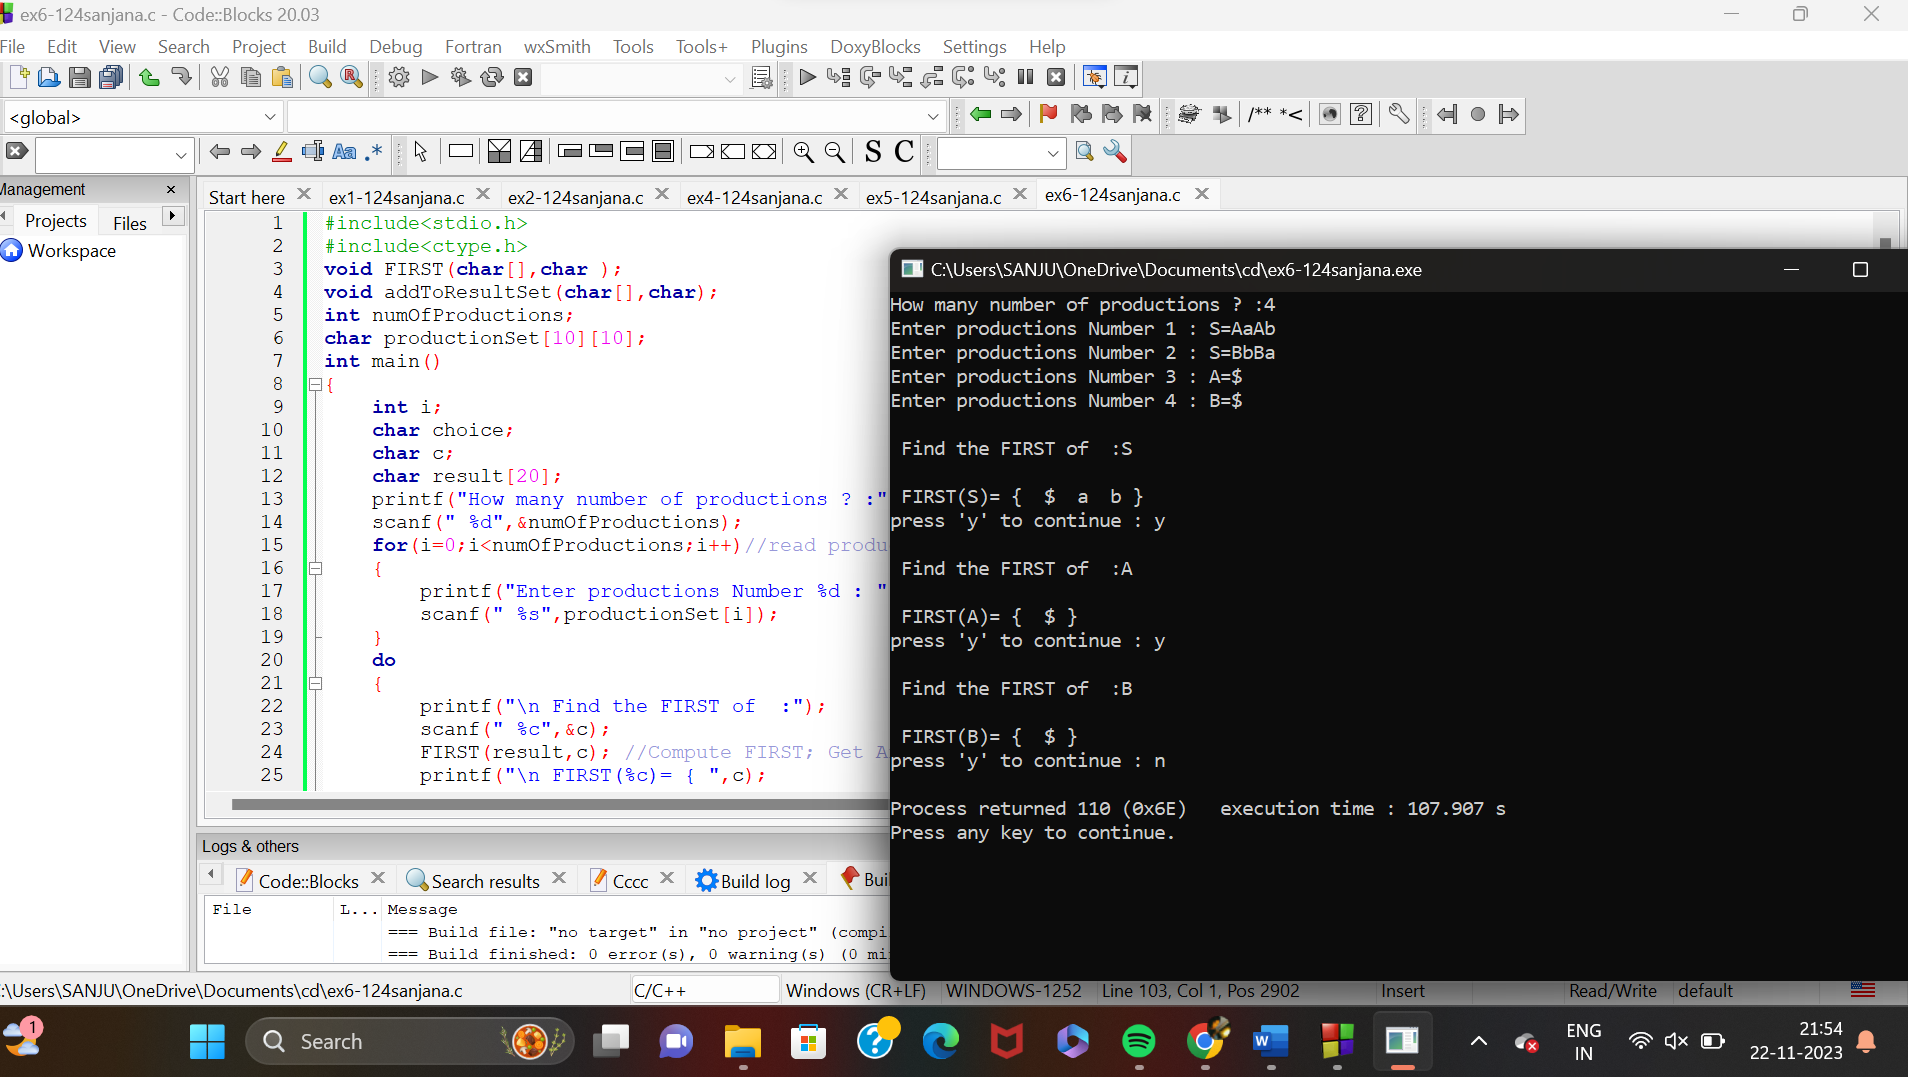 ex6-124sanjana.c - Code::Blocks 20.03
File Edit View Search Project Build Debug Fortran wxSmith Tools Tools+ Plugins DoxyBlocks Settings Help
<global>
/** *<
Aa .* S C
Management
Projects Files
Workspace
Start here ex1-124sanjana.c ex2-124sanjana.c ex4-124sanjana.c ex5-124sanjana.c ex6-124sanjana.c
1 #include<stdio.h>
2 #include<ctype.h>
3 void FIRST(char[],char );
4 void addToResultSet(char[],char);
5 int numOfProductions;
6 char productionSet[10][10];
7 int main()
8 {
9 int i;
10 char choice;
11 char c;
12 char result[20];
13 printf("How many number of productions ? :"
14 scanf(" %d",&numOfProductions);
15 for(i=0;i<numOfProductions;i++)//read produ
16 {
17 printf("Enter productions Number %d : "
18 scanf(" %s",productionSet[i]);
19 }
20 do
21 {
22 printf("\n Find the FIRST of  :");
23 scanf(" %c",&c);
24 FIRST(result,c); //Compute FIRST; Get A
25 printf("\n FIRST(%c)= { ",c);
C:\Users\SANJU\OneDrive\Documents\cd\ex6-124sanjana.exe
How many number of productions ? :4
Enter productions Number 1 : S=AaAb
Enter productions Number 2 : S=BbBa
Enter productions Number 3 : A=$
Enter productions Number 4 : B=$
Find the FIRST of  :S
FIRST(S)= {  $  a  b }
press 'y' to continue : y
Find the FIRST of  :A
FIRST(A)= {  $ }
press 'y' to continue : y
Find the FIRST of  :B
FIRST(B)= {  $ }
press 'y' to continue : n
Process returned 110 (0x6E)   execution time : 107.907 s
Press any key to continue.
Logs & others
Code::Blocks Search results Cccc Build log Bui
File L... Message
=== Build file: "no target" in "no project" (compi
=== Build finished: 0 error(s), 0 warning(s) (0 mi
:\Users\SANJU\OneDrive\Documents\cd\ex6-124sanjana.c C/C++ Windows (CR+LF) WINDOWS-1252 Line 103, Col 1, Pos 2902 Insert Read/Write default
1 Search ENG 21:54
IN 22-11-2023